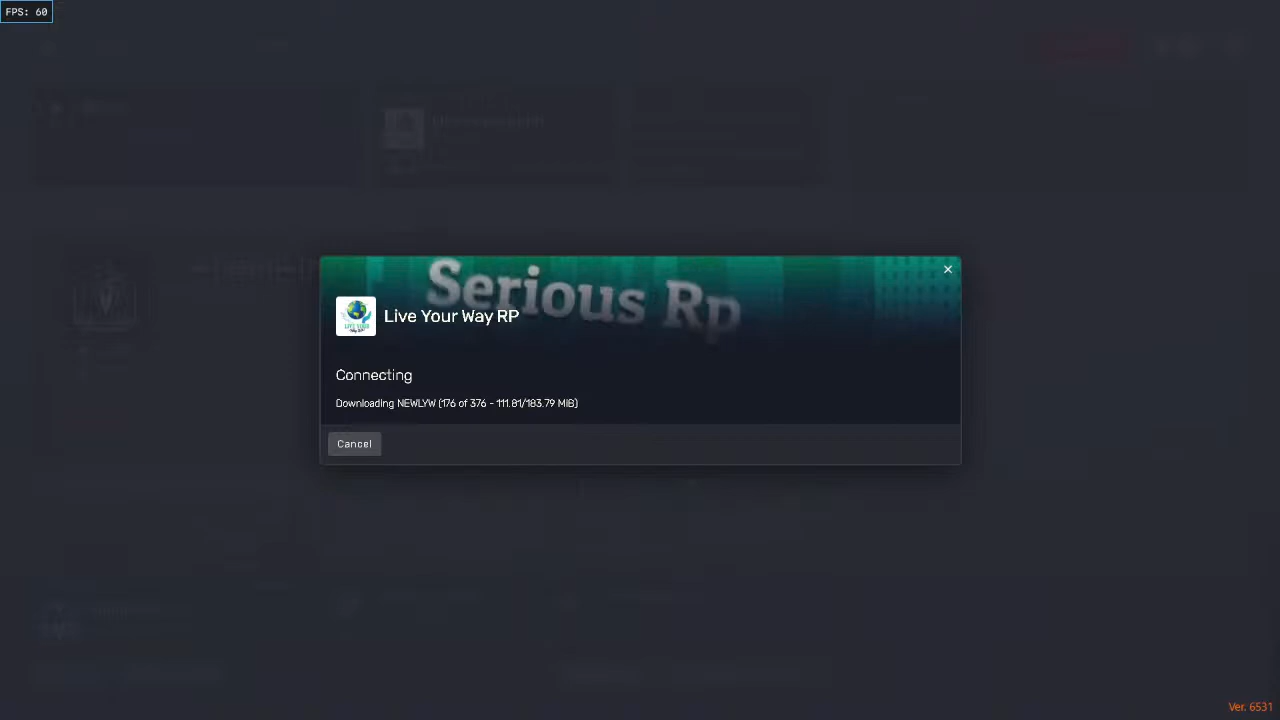 FPS: 60
Serious Rp
Live Your Way RP
Connecting
Downloading NEWLYW (176 of 376 - 111.81/183.79 MiB)
Cancel
Ver. 6531